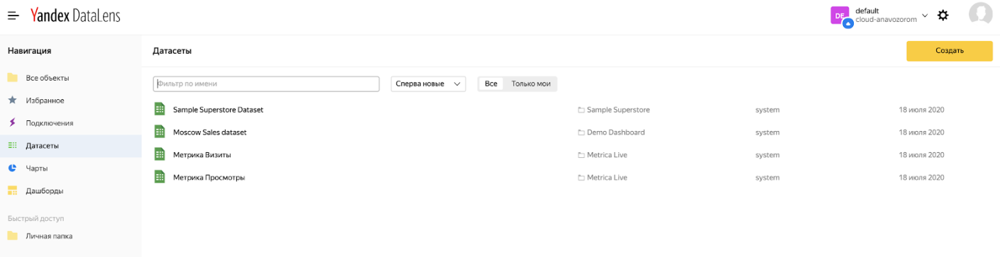 Yandex DataLens
DE
default
cloud-anavozorom
Навигация
Датасеты
Создать
Все объекты
Избранное
Подключения
Датасеты
Чарты
Дашборды
Быстрый доступ
Личная папка
Фильтр по имени
Сперва новые
Все Только мои
Sample Superstore Dataset Sample Superstore system 18 июля 2020
Moscow Sales dataset Demo Dashboard system 18 июля 2020
Метрика Визиты Metrica Live system 18 июля 2020
Метрика Просмотры Metrica Live system 18 июля 2020